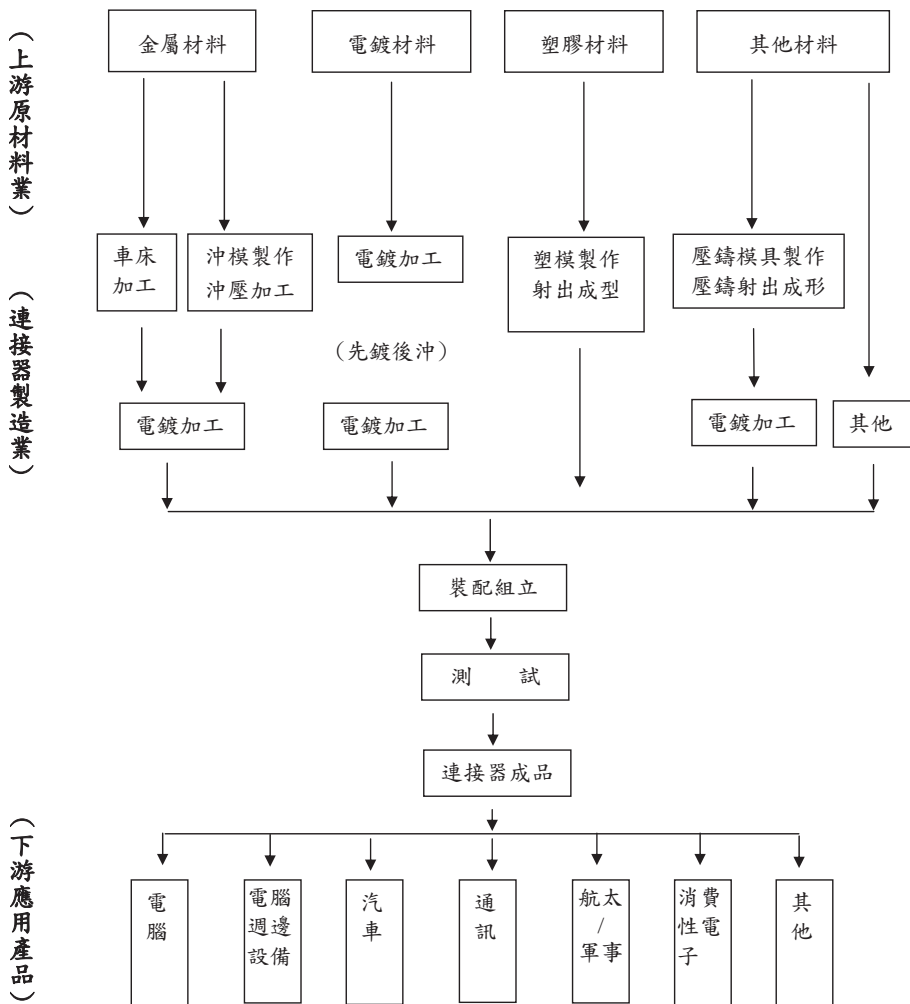 (上游原材料業)
金屬材料
電鍍材料
塑膠材料
其他材料
(連接器製造業)
車床
加工
沖模製作
沖壓加工
電鍍加工
塑模製作
射出成型
壓鑄模具製作
壓鑄射出成形
(先鍍後沖)
電鍍加工
電鍍加工
電鍍加工
其他
裝配組立
測 試
連接器成品
(下游應用產品)
電
腦
電腦
週邊
設備
汽
車
通
訊
航太
/
軍事
消費
性電
子
其
他